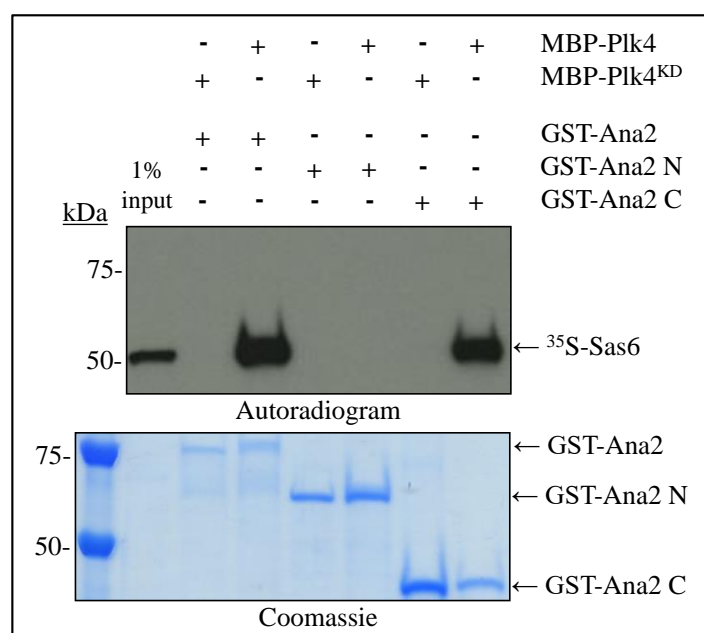 - + - + - + MBP-Plk4
+ - + - + - MBP-Plk4ᴷᴰ
+ + - - - - GST-Ana2
1% - - + + - - GST-Ana2 N
input - - - - + + GST-Ana2 C
kDa
75-
50- ← ³⁵S-Sas6
Autoradiogram
75- ← GST-Ana2
← GST-Ana2 N
50-
← GST-Ana2 C
Coomassie